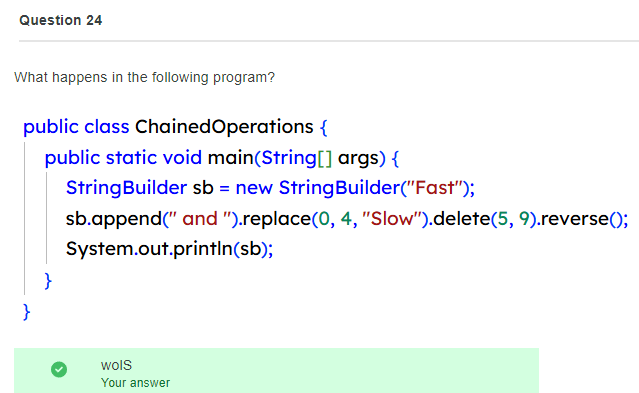 Question 24
What happens in the following program?
public class ChainedOperations {
public static void main(String[] args) {
StringBuilder sb = new StringBuilder("Fast");
sb.append(" and ").replace(0, 4, "Slow").delete(5, 9).reverse();
System.out.println(sb);
}
}
wolS
Your answer